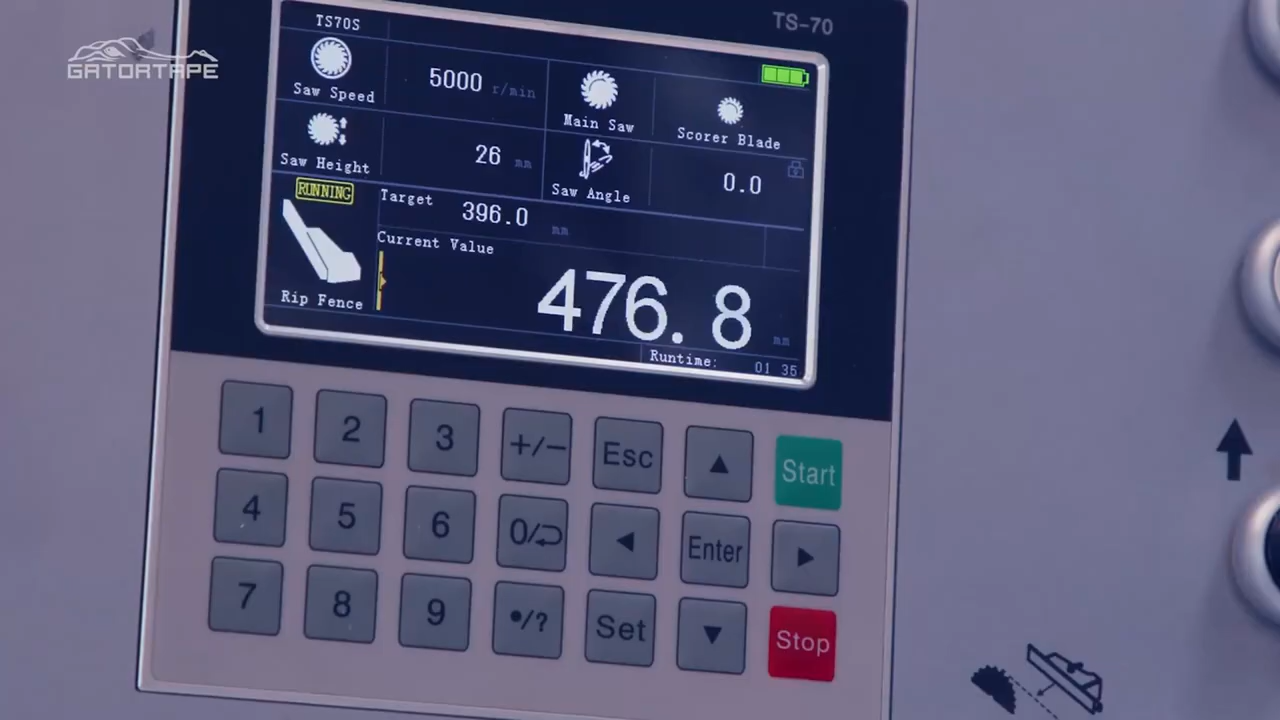 GATORTAPE
TS-70
TS70S
Saw Speed
5000 r/min
Main Saw
Scorer Blade
Saw Height
26 mm
Saw Angle
0.0
RUNNING
Target 396.0 mm
Current Value
476.8 mm
Rip Fence
Runtime: 01 35
1 2 3 +/− Esc ▲ Start
4 5 6 0/⮌ ◀ Enter ▶
7 8 9 •/? Set ▼ Stop